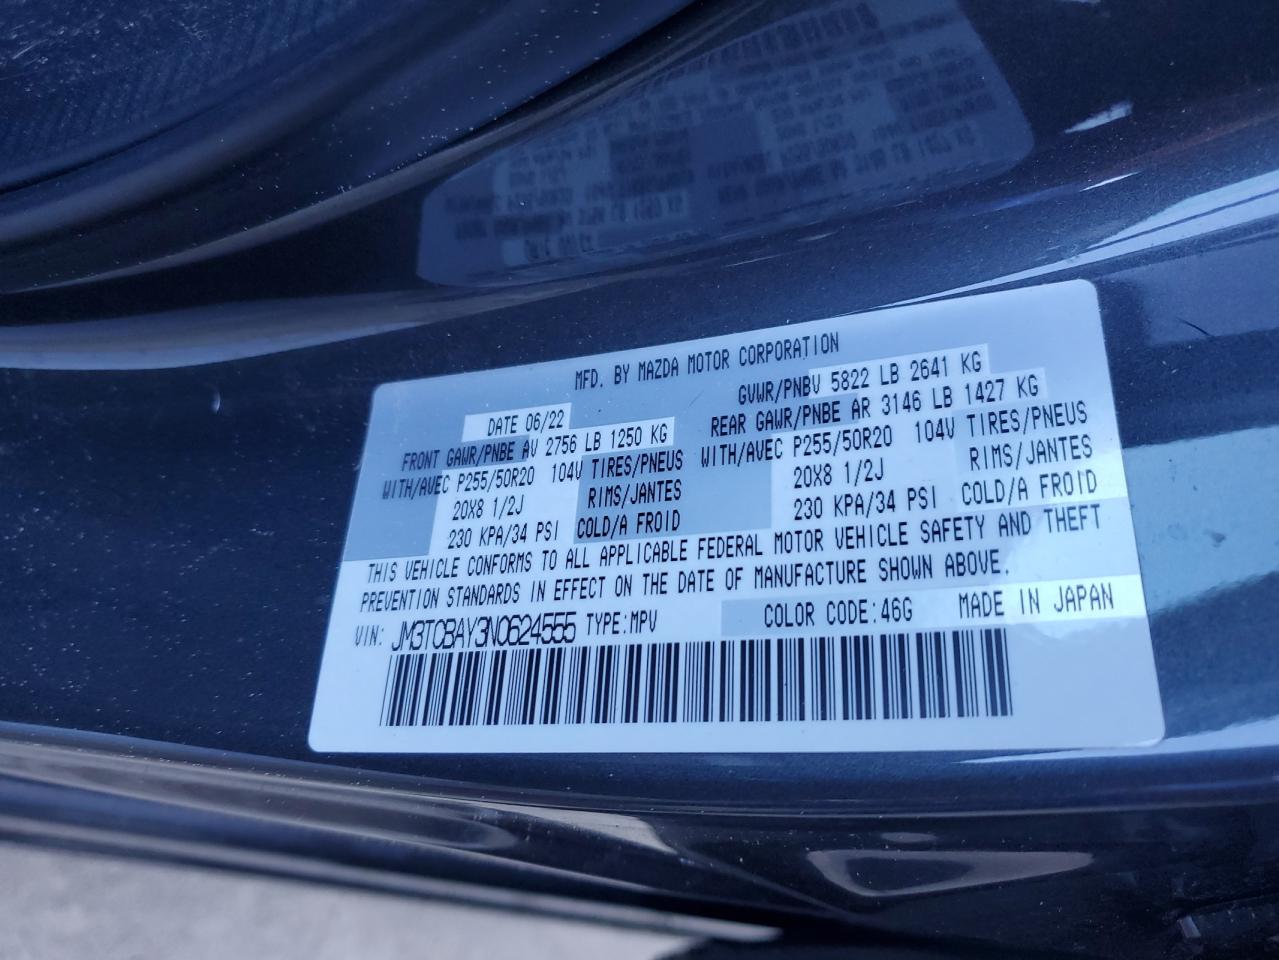 MFD. BY MAZDA MOTOR CORPORATION
DATE 06/22
GVWR/PNBV 5822 LB 2641 KG
FRONT GAWR/PNBE AV 2756 LB 1250 KG
REAR GAWR/PNBE AR 3146 LB 1427 KG
WITH/AVEC P255/50R20 104V TIRES/PNEUS
WITH/AVEC P255/50R20 104V TIRES/PNEUS
20X8 1/2J RIMS/JANTES
20X8 1/2J RIMS/JANTES
230 KPA/34 PSI COLD/A FROID
230 KPA/34 PSI COLD/A FROID
THIS VEHICLE CONFORMS TO ALL APPLICABLE FEDERAL MOTOR VEHICLE SAFETY AND THEFT
PREVENTION STANDARDS IN EFFECT ON THE DATE OF MANUFACTURE SHOWN ABOVE.
VIN: JM3TCBAY3N0624555 TYPE:MPV COLOR CODE:46G MADE IN JAPAN